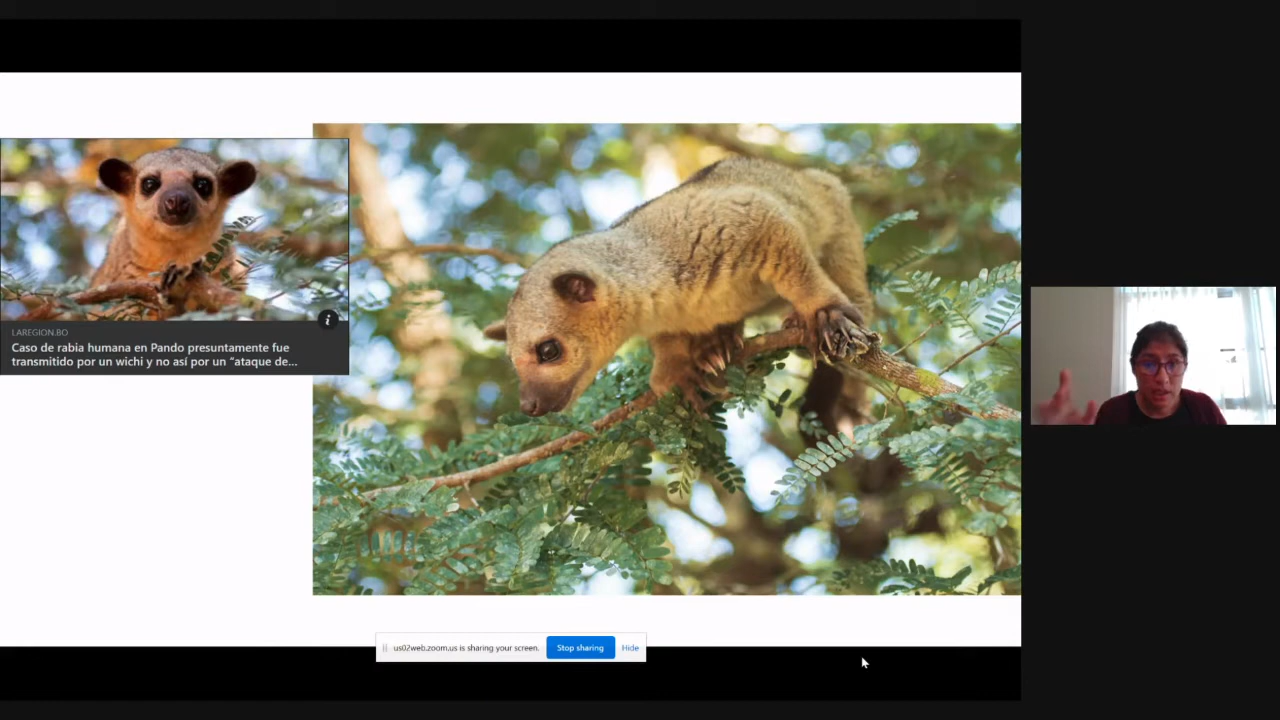 LAREGION.BO
i
Caso de rabia humana en Pando presuntamente fue
transmitido por un wichi y no así por un “ataque de...
us02web.zoom.us is sharing your screen.
Stop sharing
Hide